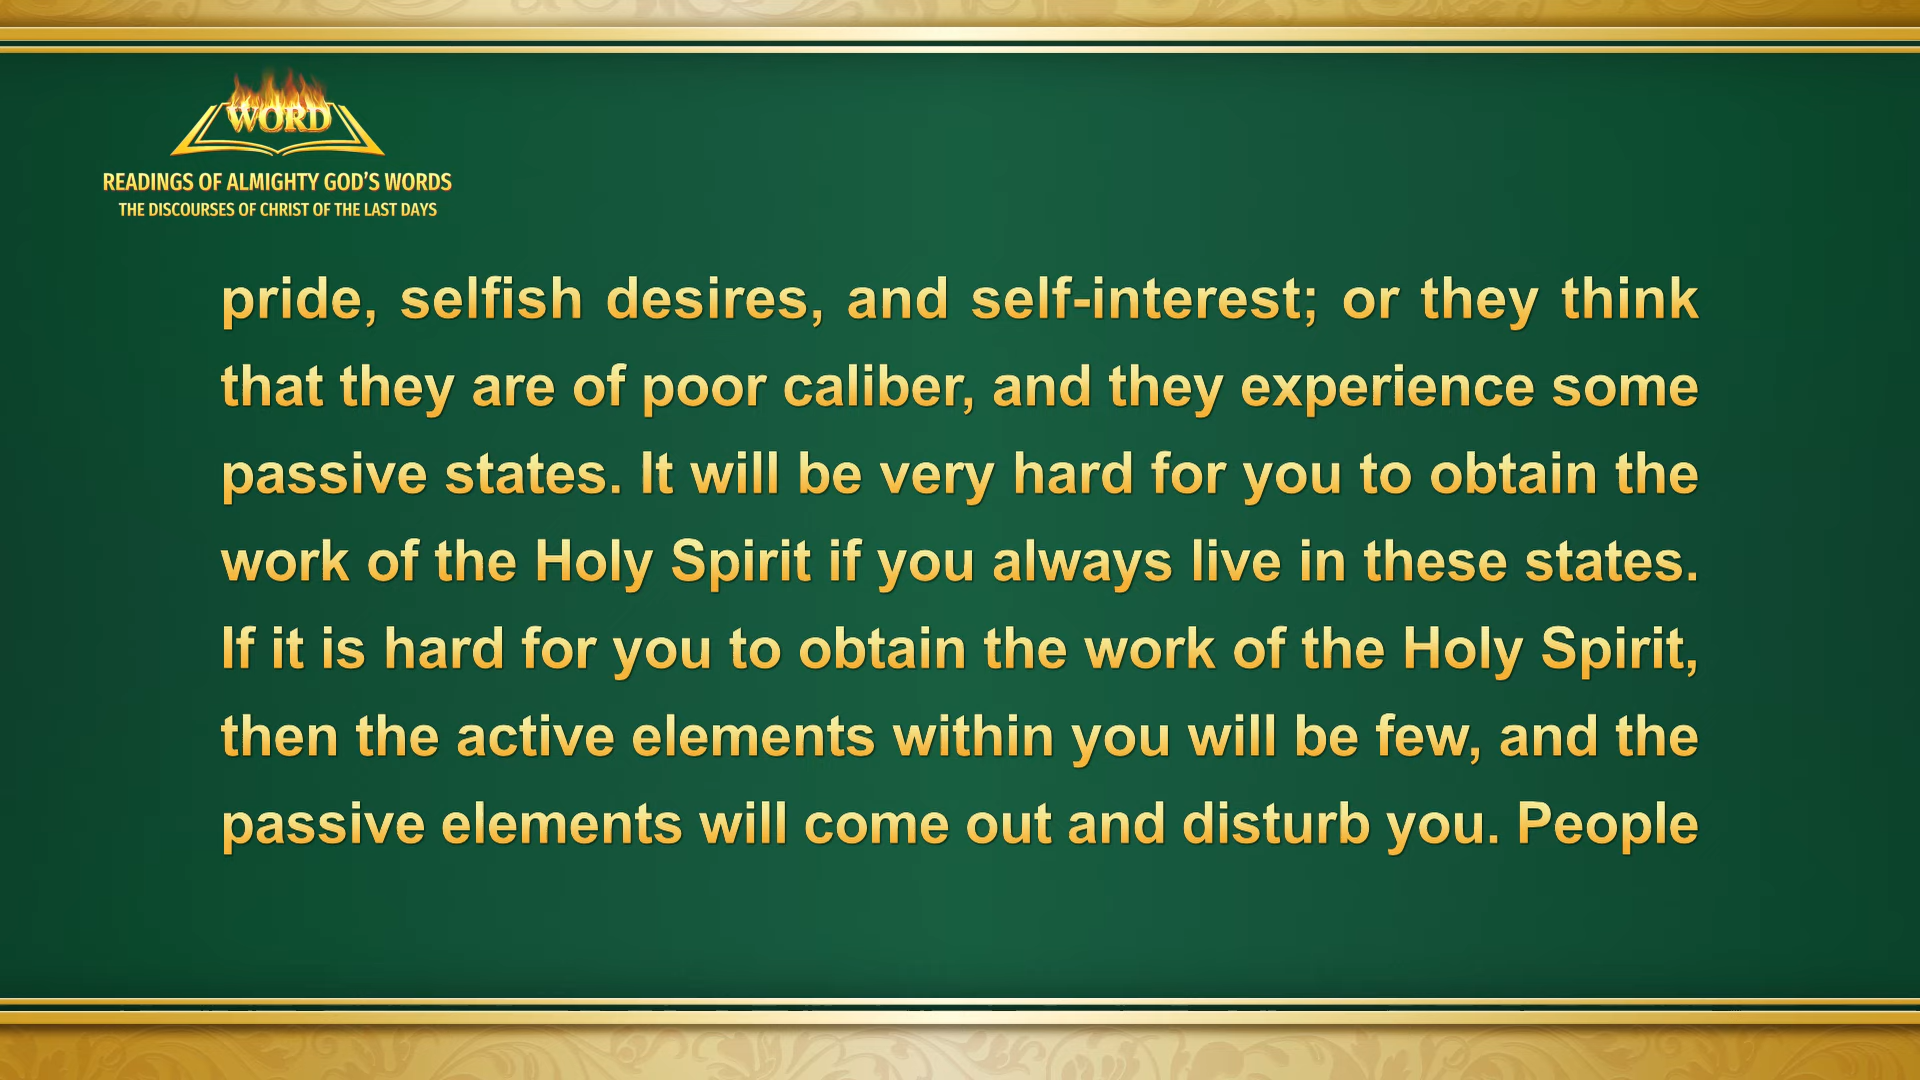 WORD
READINGS OF ALMIGHTY GOD'S WORDS
THE DISCOURSES OF CHRIST OF THE LAST DAYS
pride, selfish desires, and self-interest; or they think
that they are of poor caliber, and they experience some
passive states. It will be very hard for you to obtain the
work of the Holy Spirit if you always live in these states.
If it is hard for you to obtain the work of the Holy Spirit,
then the active elements within you will be few, and the
passive elements will come out and disturb you. People